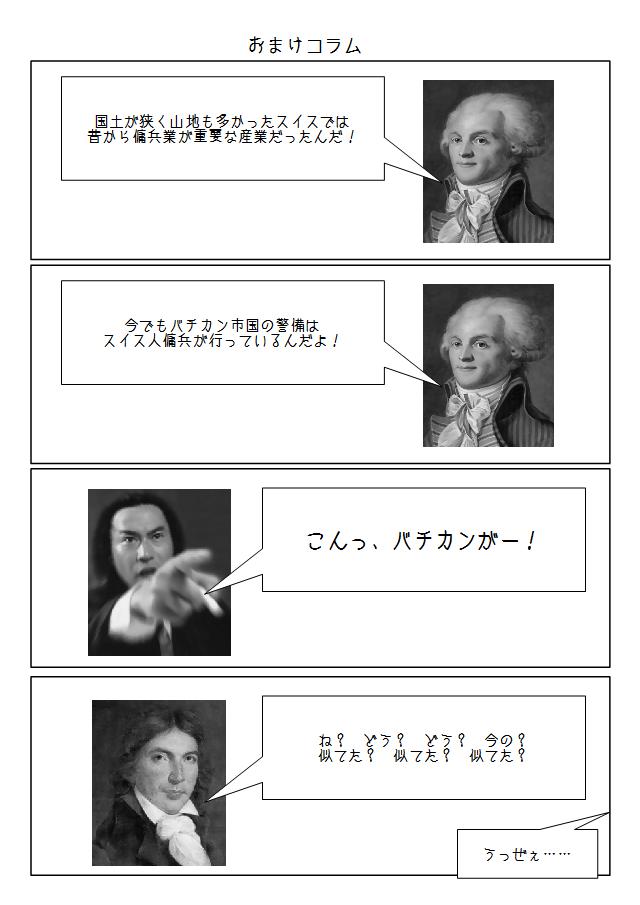 おまけコラム
国土が狭く山地も多かったスイスでは
昔から傭兵業が重要な産業だったんだ！
今でもバチカン市国の警備は
スイス人傭兵が行っているんだよ！
こんっ、バチカンがー！
ね？　どう？　どう？　今の？
似てた？　似てた？　似てた？
うっぜぇ……